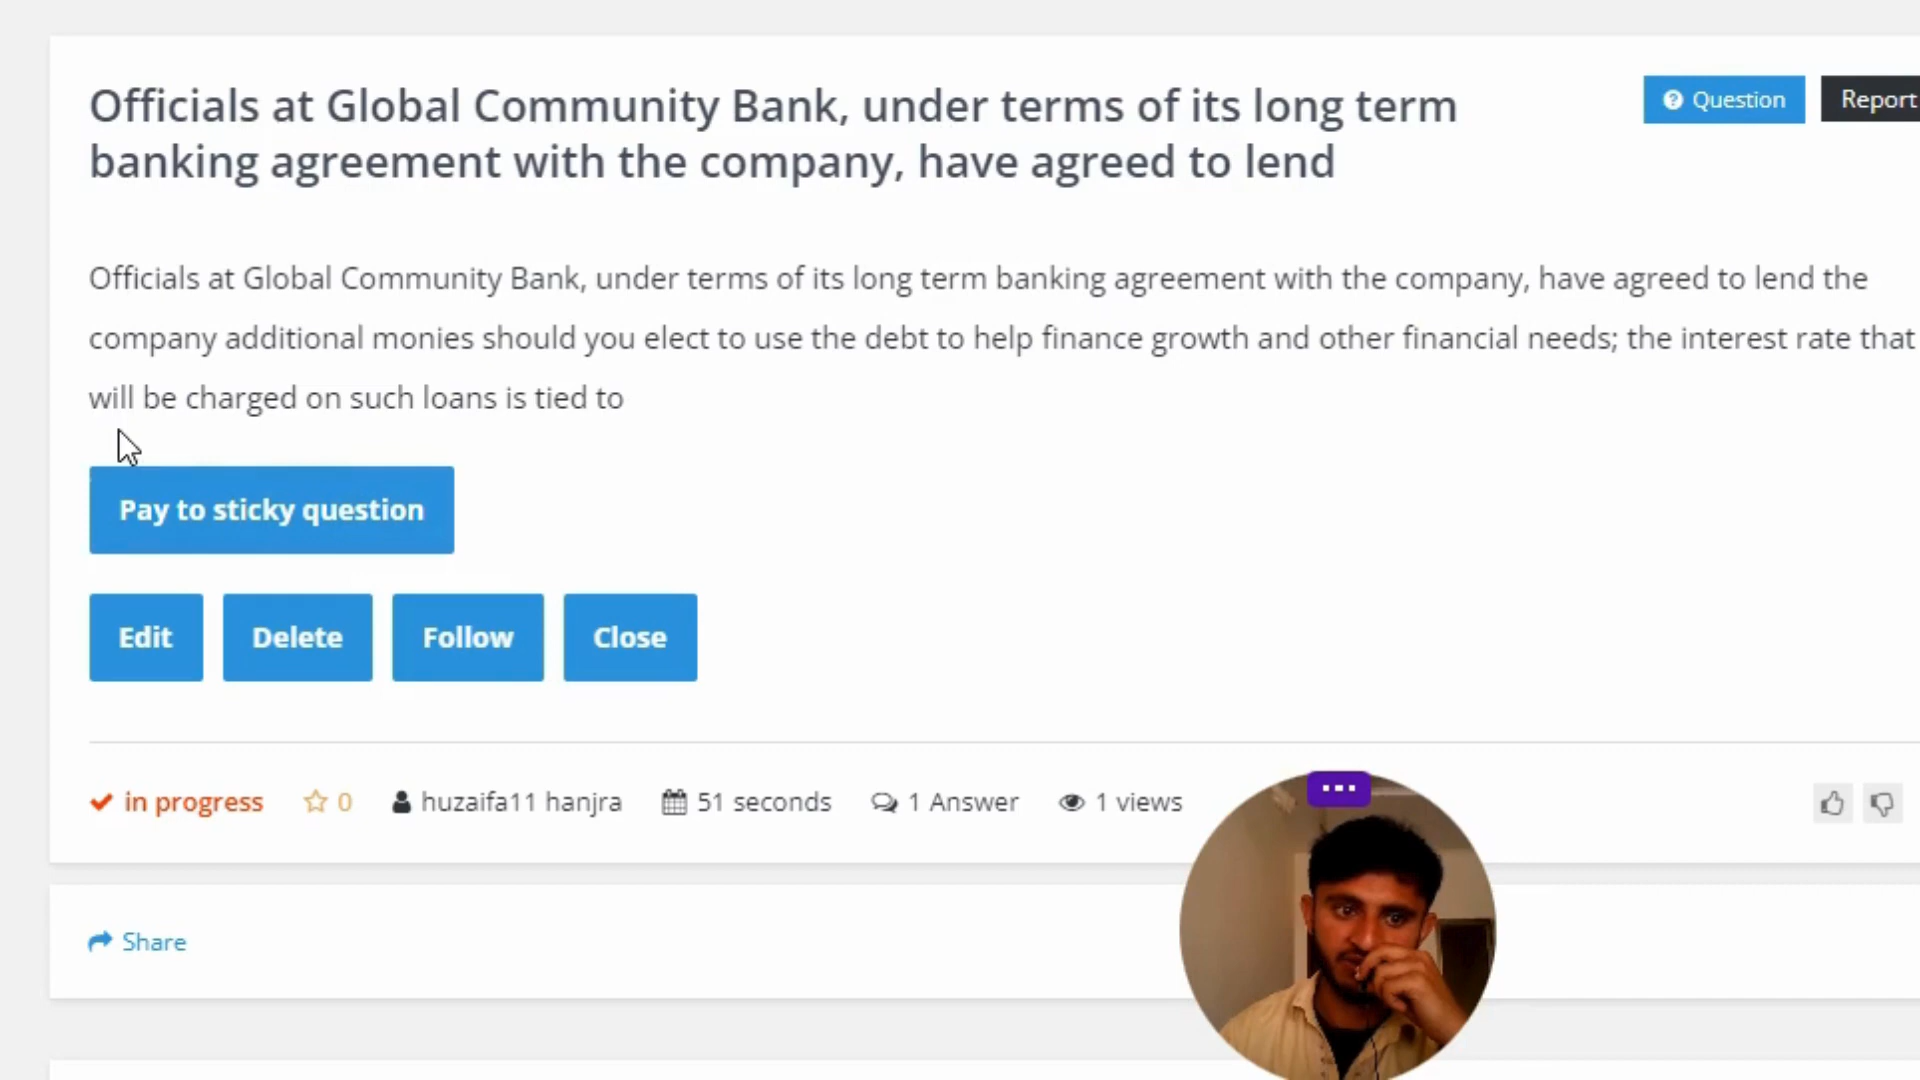 Officials at Global Community Bank, under terms of its long term
banking agreement with the company, have agreed to lend
Question
Report
Officials at Global Community Bank, under terms of its long term banking agreement with the company, have agreed to lend the
company additional monies should you elect to use the debt to help finance growth and other financial needs; the interest rate that
will be charged on such loans is tied to
Pay to sticky question
Edit Delete Follow Close
in progress 0 huzaifa11 hanjra 51 seconds 1 Answer 1 views
Share